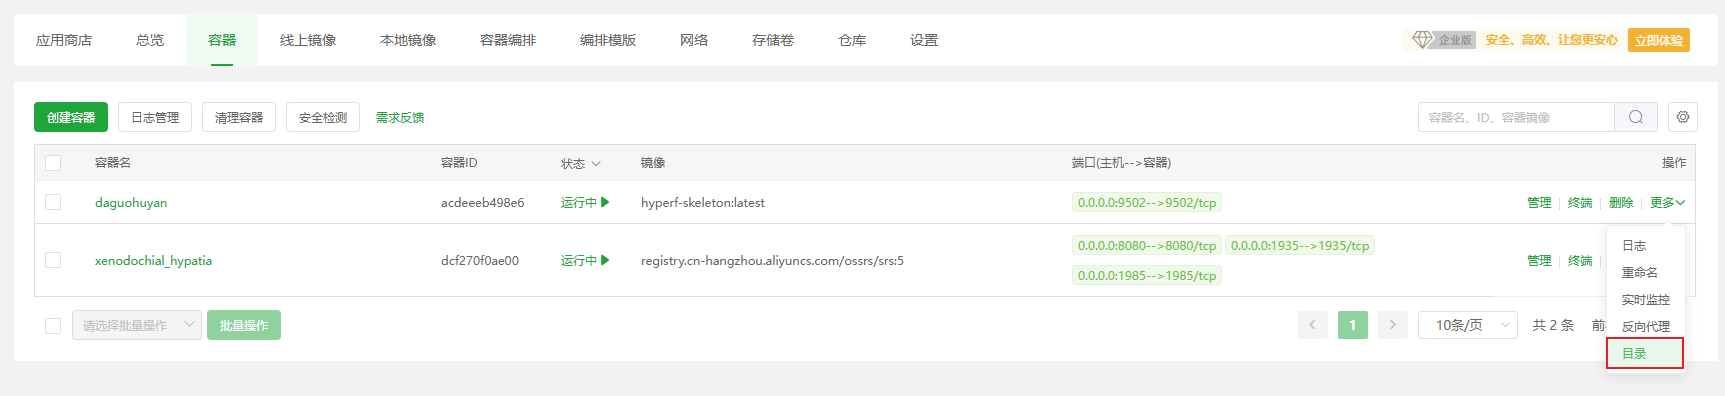 应用商店 总览 容器 线上镜像 本地镜像 容器编排 编排模版 网络 存储卷 仓库 设置 企业版 安全、高效、让您更安心 立即体验
创建容器 日志管理 清理容器 安全检测 需求反馈 容器名、ID、容器镜像
容器名 容器ID 状态 镜像 端口(主机-->容器) 操作
daguohuyan acdeeeb498e6 运行中 hyperf-skeleton:latest 0.0.0.0:9502-->9502/tcp 管理 | 终端 | 删除 | 更多
xenodochial_hypatia dcf270f0ae00 运行中 registry.cn-hangzhou.aliyuncs.com/ossrs/srs:5 0.0.0.0:8080-->8080/tcp 0.0.0.0:1935-->1935/tcp
0.0.0.0:1985-->1985/tcp 管理 | 终端 |
日志
重命名
实时监控
反向代理
目录
请选择批量操作 批量操作 1 10条/页 共 2 条 前